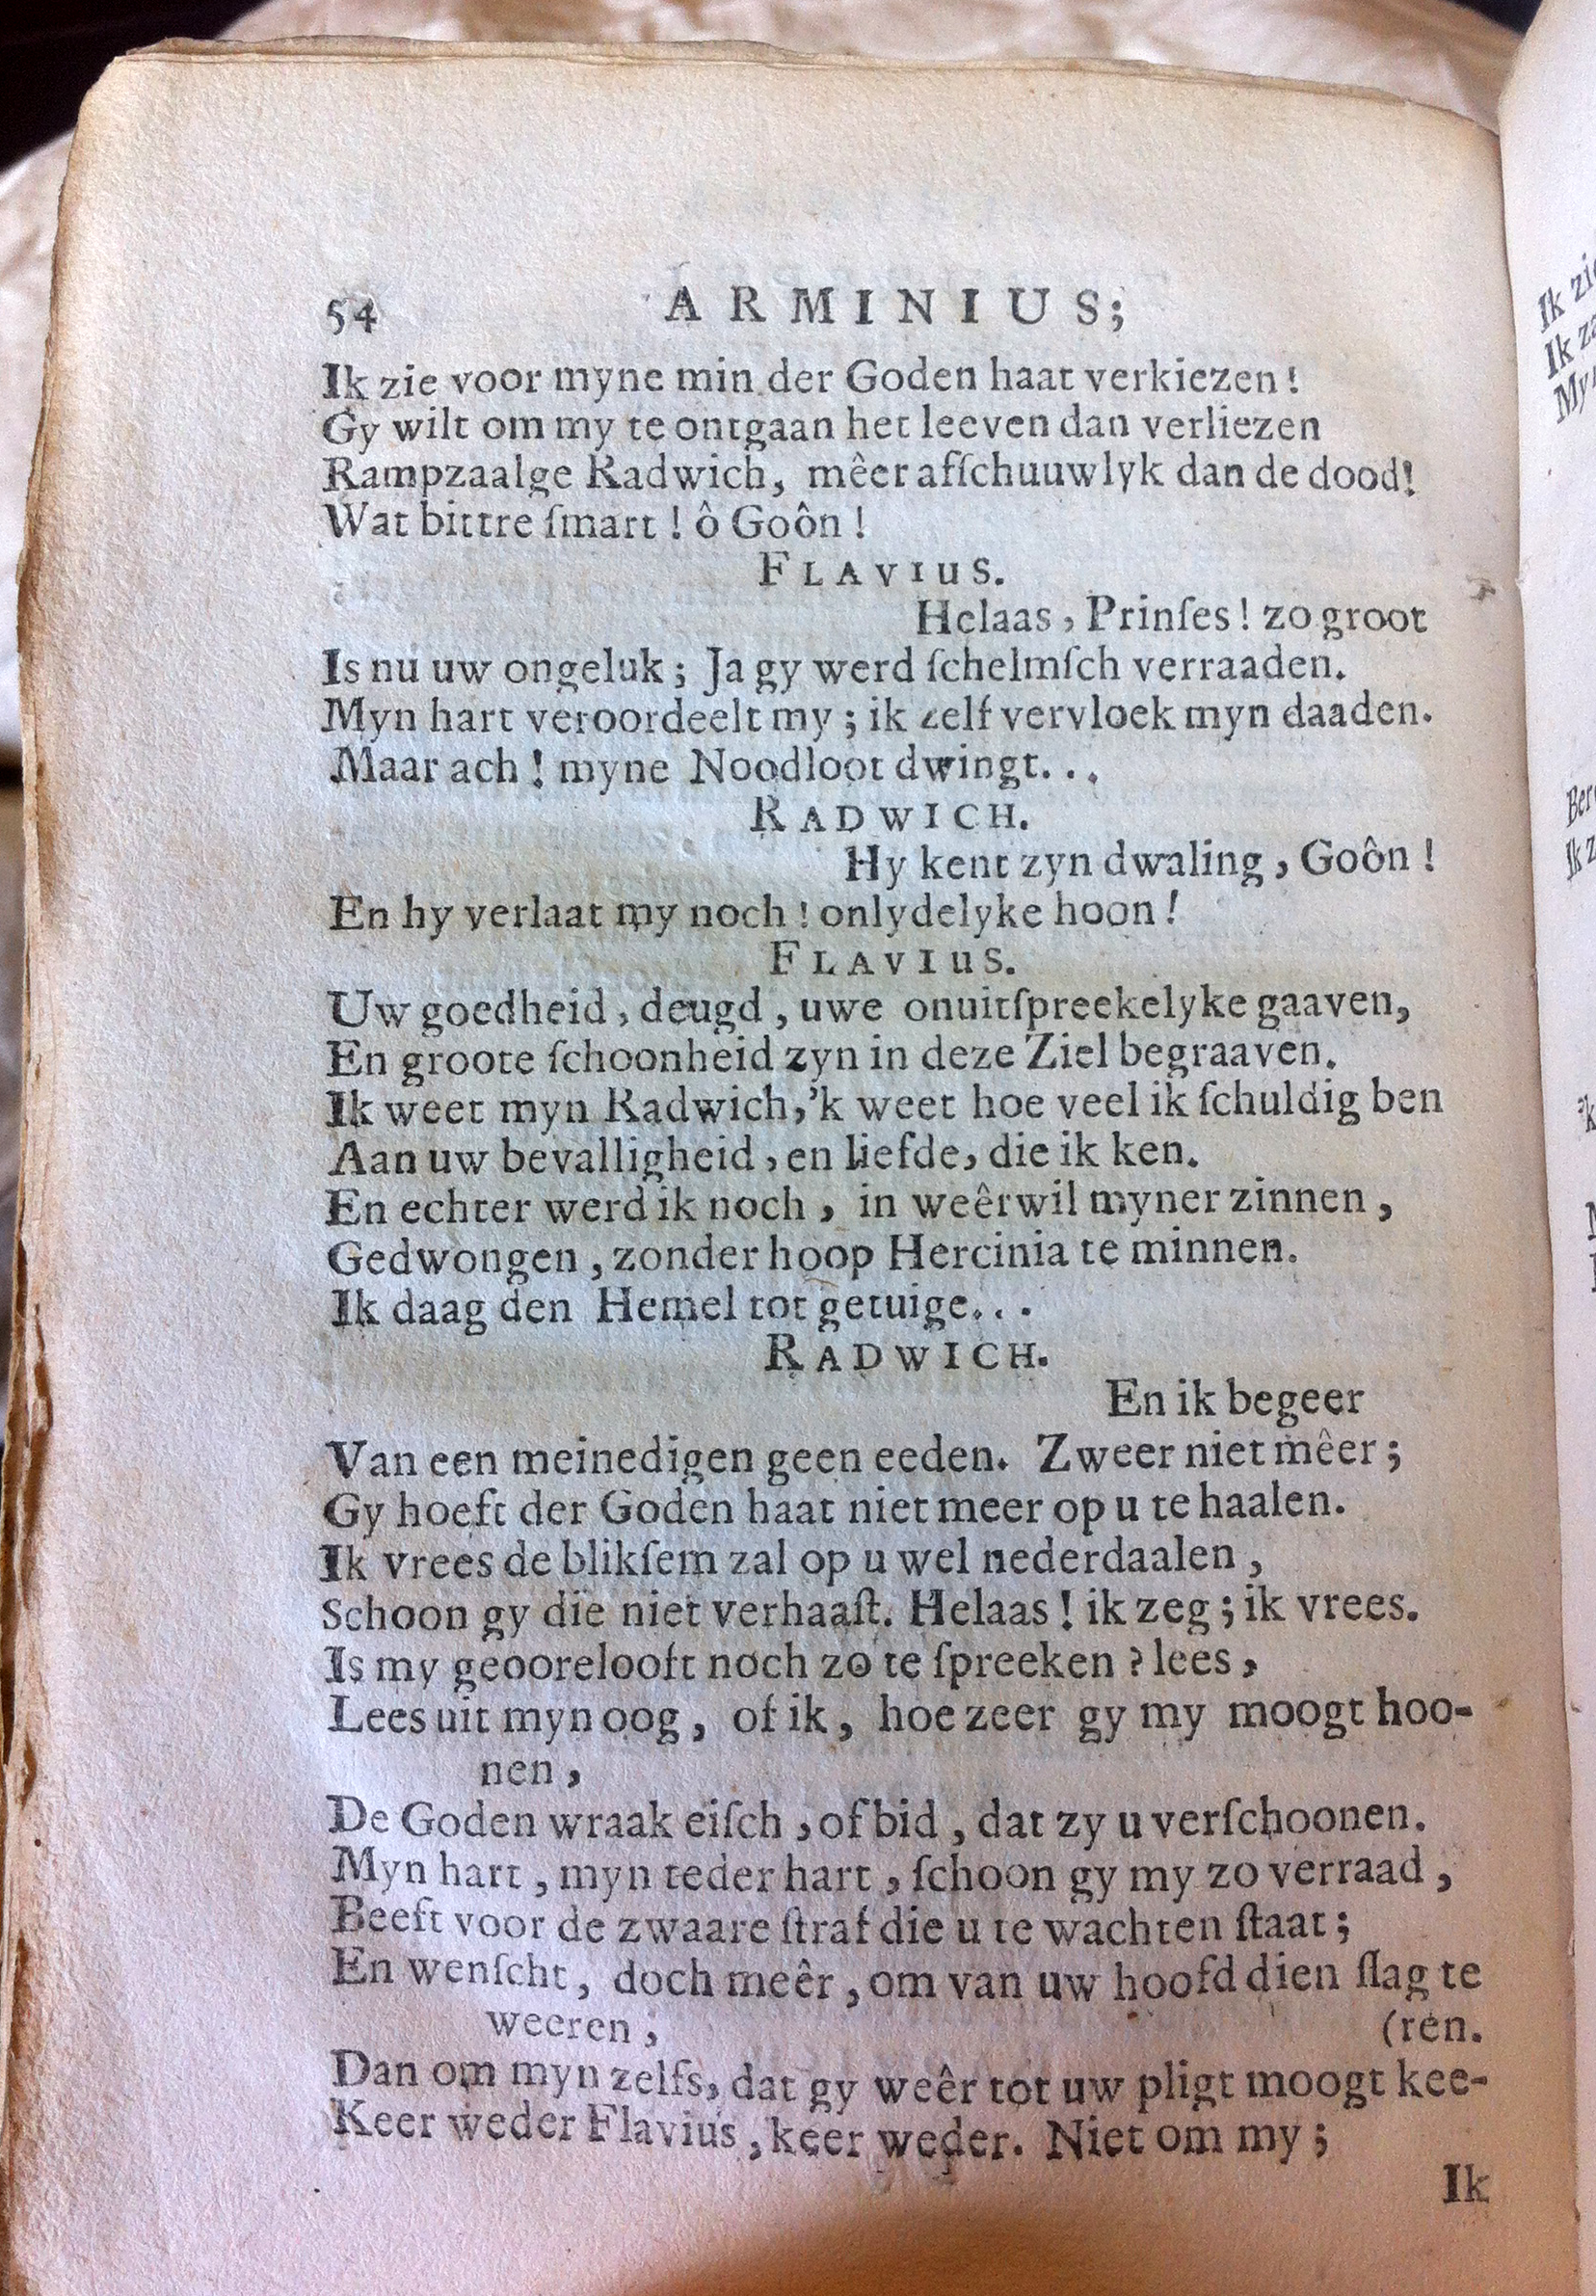 54 ARMINIUS;
Ik zie voor myne min der Goden haat verkiezen!
Gy wilt om my te ontgaan het leeven dan verliezen
Rampzaalge Radwich, mêer afſchuuwlyk dan de dood!
Wat bittre ſmart! ô Goôn!
FLAVIUS.
Helaas, Prinſes! zo groot
Is nu uw ongeluk; Ja gy werd ſchelmſch verraaden.
Myn hart veroordeelt my; ik zelf vervloek myn daaden.
Maar ach! myne Noodloot dwingt...
RADWICH.
Hy kent zyn dwaling, Goôn!
En hy verlaat my noch! onlydelyke hoon!
FLAVIUS.
Uw goedheid, deugd, uwe onuitſpreekelyke gaaven,
En groote ſchoonheid zyn in deze Ziel begraaven.
Ik weet myn Radwich,'k weet hoe veel ik ſchuldig ben
Aan uw bevalligheid, en liefde, die ik ken.
En echter werd ik noch, in weêrwil myner zinnen,
Gedwongen, zonder hoop Hercinia te minnen.
Ik daag den Hemel tot getuige...
RADWICH.
En ik begeer
Van een meinedigen geen eeden. Zweer niet mêer;
Gy hoeft der Goden haat niet meer op u te haalen.
Ik vrees de blikſem zal op u wel nederdaalen,
Schoon gy die niet verhaaſt. Helaas! ik zeg; ik vrees.
Is my geoorelooft noch zo te ſpreeken? lees,
Lees uit myn oog, of ik, hoe zeer gy my moogt hoo-
nen,
De Goden wraak eiſch, of bid, dat zy u verſchoonen.
Myn hart, myn teder hart, ſchoon gy my zo verraad,
Beeft voor de zwaare ſtraf die u te wachten ſtaat;
En wenſcht, doch meêr, om van uw hoofd dien ſlag te
weeren, (ren.
Dan om myn zelfs, dat gy weêr tot uw pligt moogt kee-
Keer weder Flavius, keer weder. Niet om my;
Ik
Ik
Ik